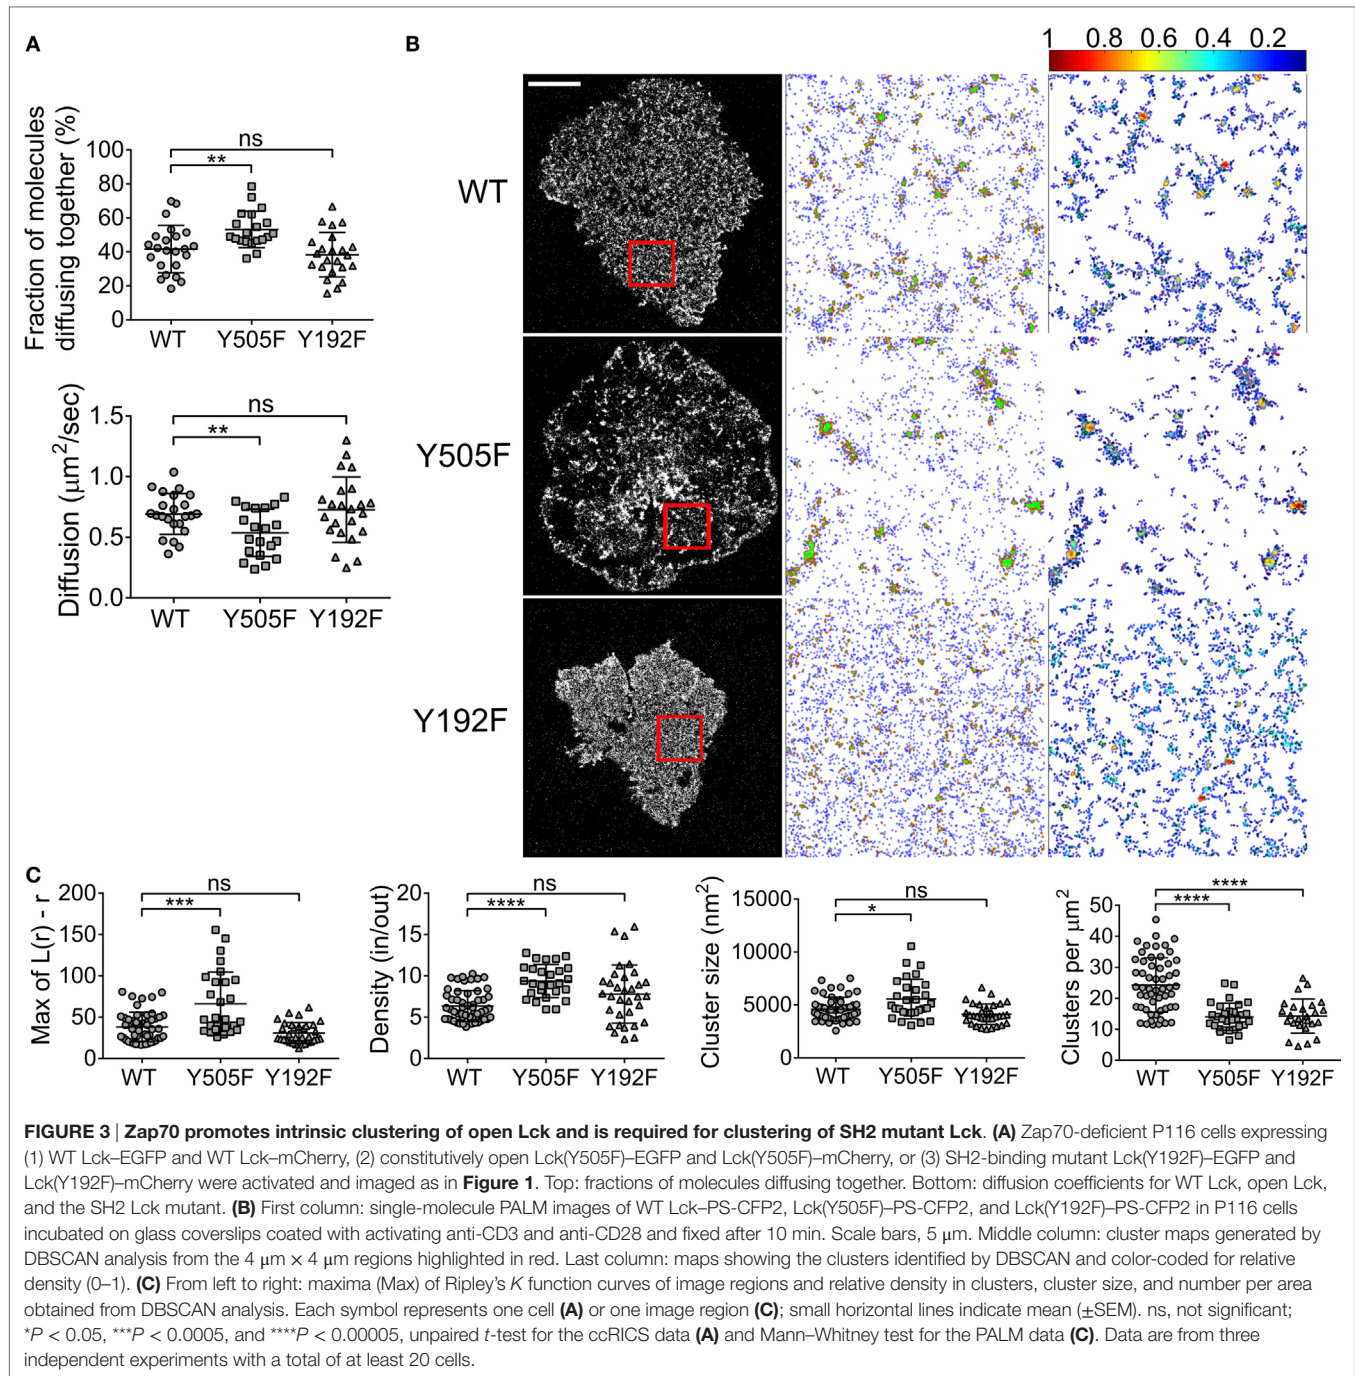 A
Fraction of molecules
diffusing together (%)
100
80
60
40
20
0
ns
**
WT
Y505F
Y192F
Diffusion (µm²/sec)
1.5
1.0
0.5
0.0
ns
**
WT
Y505F
Y192F
B
1 0.8 0.6 0.4 0.2
WT
Y505F
Y192F
C
Max of L(r) - r
200
150
100
50
0
ns
***
WT
Y505F
Y192F
Density (in/out)
20
15
10
5
0
ns
****
WT
Y505F
Y192F
Cluster size (nm²)
15000
10000
5000
0
ns
*
WT
Y505F
Y192F
Clusters per µm²
50
40
30
20
10
0
****
****
WT
Y505F
Y192F
FIGURE 3 | Zap70 promotes intrinsic clustering of open Lck and is required for clustering of SH2 mutant Lck. (A) Zap70-deficient P116 cells expressing
(1) WT Lck–EGFP and WT Lck–mCherry, (2) constitutively open Lck(Y505F)–EGFP and Lck(Y505F)–mCherry, or (3) SH2-binding mutant Lck(Y192F)–EGFP and
Lck(Y192F)–mCherry were activated and imaged as in Figure 1. Top: fractions of molecules diffusing together. Bottom: diffusion coefficients for WT Lck, open Lck,
and the SH2 Lck mutant. (B) First column: single-molecule PALM images of WT Lck–PS-CFP2, Lck(Y505F)–PS-CFP2, and Lck(Y192F)–PS-CFP2 in P116 cells
incubated on glass coverslips coated with activating anti-CD3 and anti-CD28 and fixed after 10 min. Scale bars, 5 µm. Middle column: cluster maps generated by
DBSCAN analysis from the 4 µm × 4 µm regions highlighted in red. Last column: maps showing the clusters identified by DBSCAN and color-coded for relative
density (0–1). (C) From left to right: maxima (Max) of Ripley's K function curves of image regions and relative density in clusters, cluster size, and number per area
obtained from DBSCAN analysis. Each symbol represents one cell (A) or one image region (C); small horizontal lines indicate mean (±SEM). ns, not significant;
*P < 0.05, ***P < 0.0005, and ****P < 0.00005, unpaired t-test for the ccRICS data (A) and Mann–Whitney test for the PALM data (C). Data are from three
independent experiments with a total of at least 20 cells.